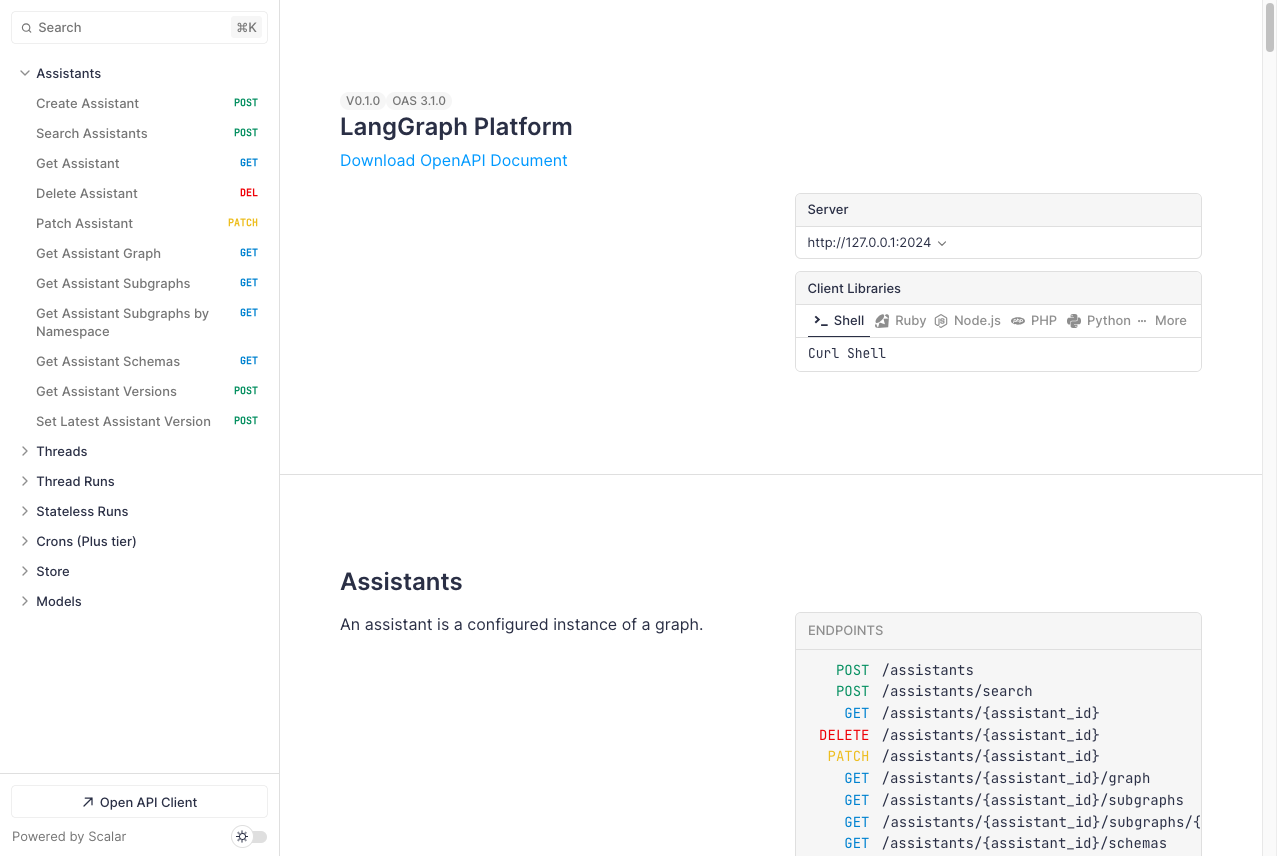 Search ⌘K
Assistants
Create Assistant POST
Search Assistants POST
Get Assistant GET
Delete Assistant DEL
Patch Assistant PATCH
Get Assistant Graph GET
Get Assistant Subgraphs GET
Get Assistant Subgraphs by GET
Namespace
Get Assistant Schemas GET
Get Assistant Versions POST
Set Latest Assistant Version POST
Threads
Thread Runs
Stateless Runs
Crons (Plus tier)
Store
Models
Open API Client
Powered by Scalar
V0.1.0 OAS 3.1.0
LangGraph Platform
Download OpenAPI Document
Server
http://127.0.0.1:2024
Client Libraries
Shell Ruby Node.js PHP Python More
Curl Shell
Assistants
An assistant is a configured instance of a graph.
ENDPOINTS
POST /assistants
POST /assistants/search
GET /assistants/{assistant_id}
DELETE /assistants/{assistant_id}
PATCH /assistants/{assistant_id}
GET /assistants/{assistant_id}/graph
GET /assistants/{assistant_id}/subgraphs
GET /assistants/{assistant_id}/subgraphs/{
GET /assistants/{assistant_id}/schemas